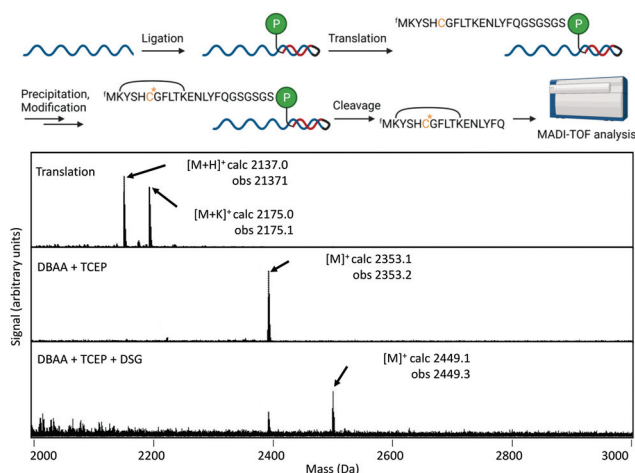 Ligation
Translation
ᶠMKYSHCGFLTKENLYFQGSGSGS
P
P
P
Precipitation,
Modification
ᶠMKYSHCGFLTKENLYFQGSGSGS
P
Cleavage
ᶠMKYSHCGFLTKENLYFQ
MADI-TOF analysis
Translation
[M+H]⁺ calc 2137.0
obs 21371
[M+K]⁺ calc 2175.0
obs 2175.1
DBAA + TCEP
[M]⁺ calc 2353.1
obs 2353.2
DBAA + TCEP + DSG
[M]⁺ calc 2449.1
obs 2449.3
Signal (arbitrary units)
2000 2200 2400 2600 2800 3000
Mass (Da)